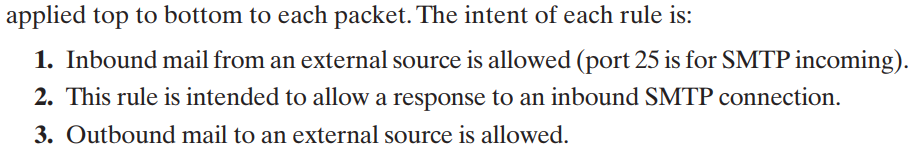 applied top to bottom to each packet. The intent of each rule is:
1. Inbound mail from an external source is allowed (port 25 is for SMTP incoming).
2. This rule is intended to allow a response to an inbound SMTP connection.
3. Outbound mail to an external source is allowed.